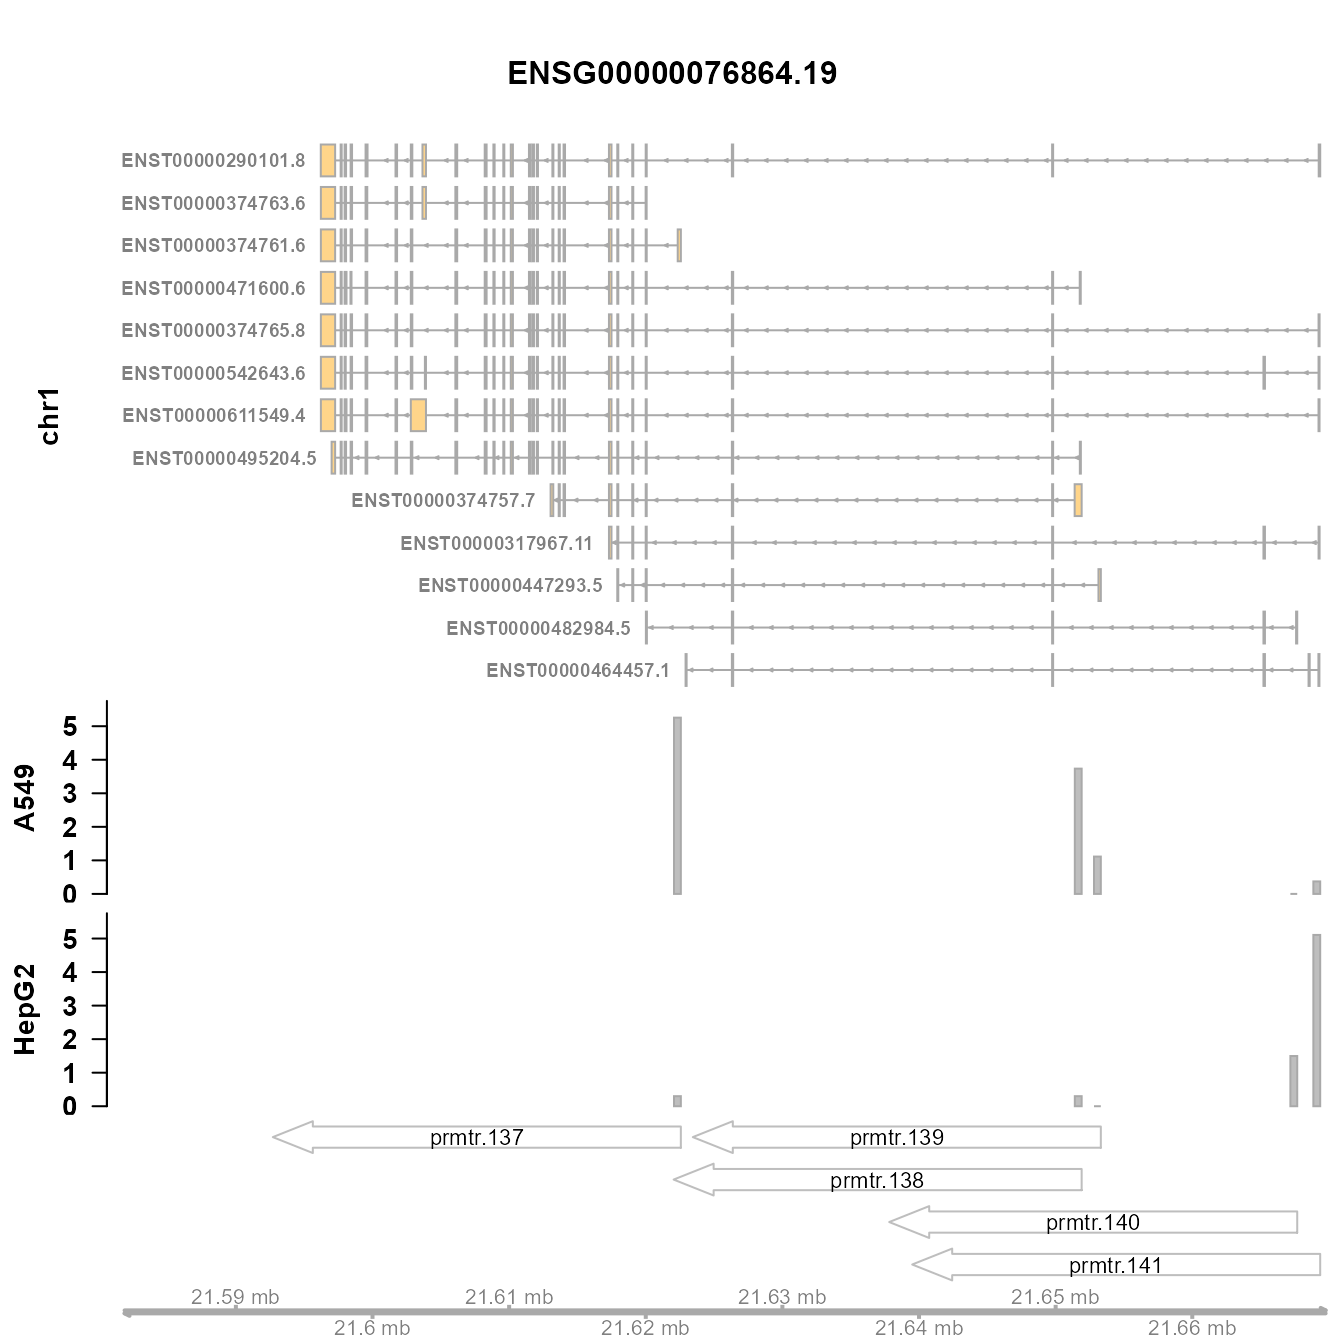 ENSG00000076864.19
chr1
ENST00000290101.8
ENST00000374763.6
ENST00000374761.6
ENST00000471600.6
ENST00000374765.8
ENST00000542643.6
ENST00000611549.4
ENST00000495204.5
ENST00000374757.7
ENST00000317967.11
ENST00000447293.5
ENST00000482984.5
ENST00000464457.1
A549
5
4
3
2
1
0
HepG2
5
4
3
2
1
0
prmtr.137
prmtr.139
prmtr.138
prmtr.140
prmtr.141
21.59 mb
21.61 mb
21.63 mb
21.65 mb
21.6 mb
21.62 mb
21.64 mb
21.66 mb